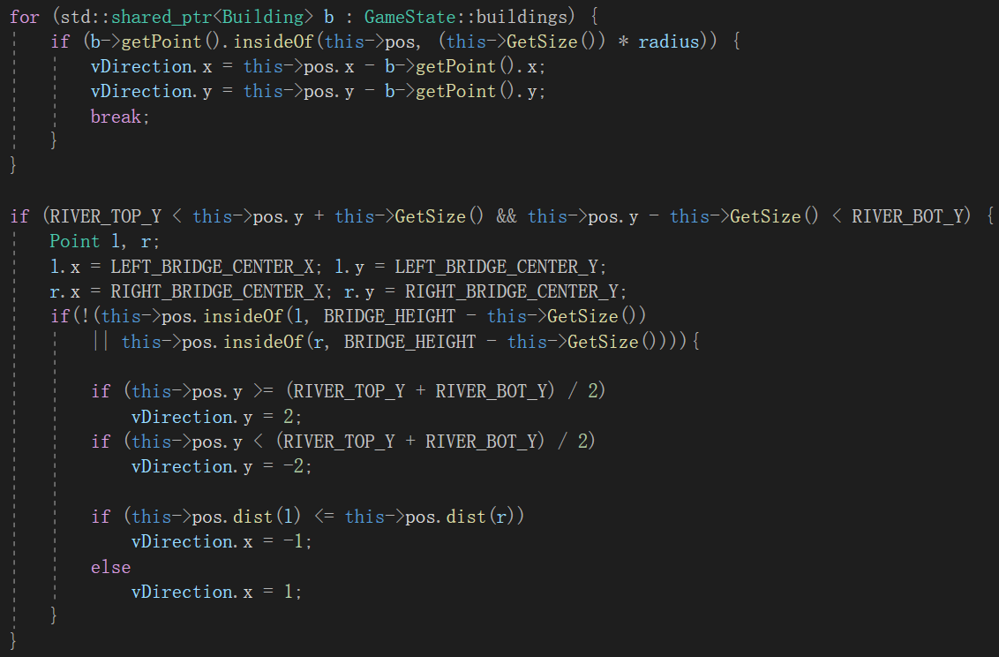 for (std::shared_ptr<Building> b : GameState::buildings) {
    if (b->getPoint().insideOf(this->pos, (this->GetSize()) * radius)) {
        vDirection.x = this->pos.x - b->getPoint().x;
        vDirection.y = this->pos.y - b->getPoint().y;
        break;
    }
}

if (RIVER_TOP_Y < this->pos.y + this->GetSize() && this->pos.y - this->GetSize() < RIVER_BOT_Y) {
    Point l, r;
    l.x = LEFT_BRIDGE_CENTER_X; l.y = LEFT_BRIDGE_CENTER_Y;
    r.x = RIGHT_BRIDGE_CENTER_X; r.y = RIGHT_BRIDGE_CENTER_Y;
    if(!(this->pos.insideOf(l, BRIDGE_HEIGHT - this->GetSize())
        || this->pos.insideOf(r, BRIDGE_HEIGHT - this->GetSize()))){

        if (this->pos.y >= (RIVER_TOP_Y + RIVER_BOT_Y) / 2)
            vDirection.y = 2;
        if (this->pos.y < (RIVER_TOP_Y + RIVER_BOT_Y) / 2)
            vDirection.y = -2;

        if (this->pos.dist(l) <= this->pos.dist(r))
            vDirection.x = -1;
        else
            vDirection.x = 1;
    }
}